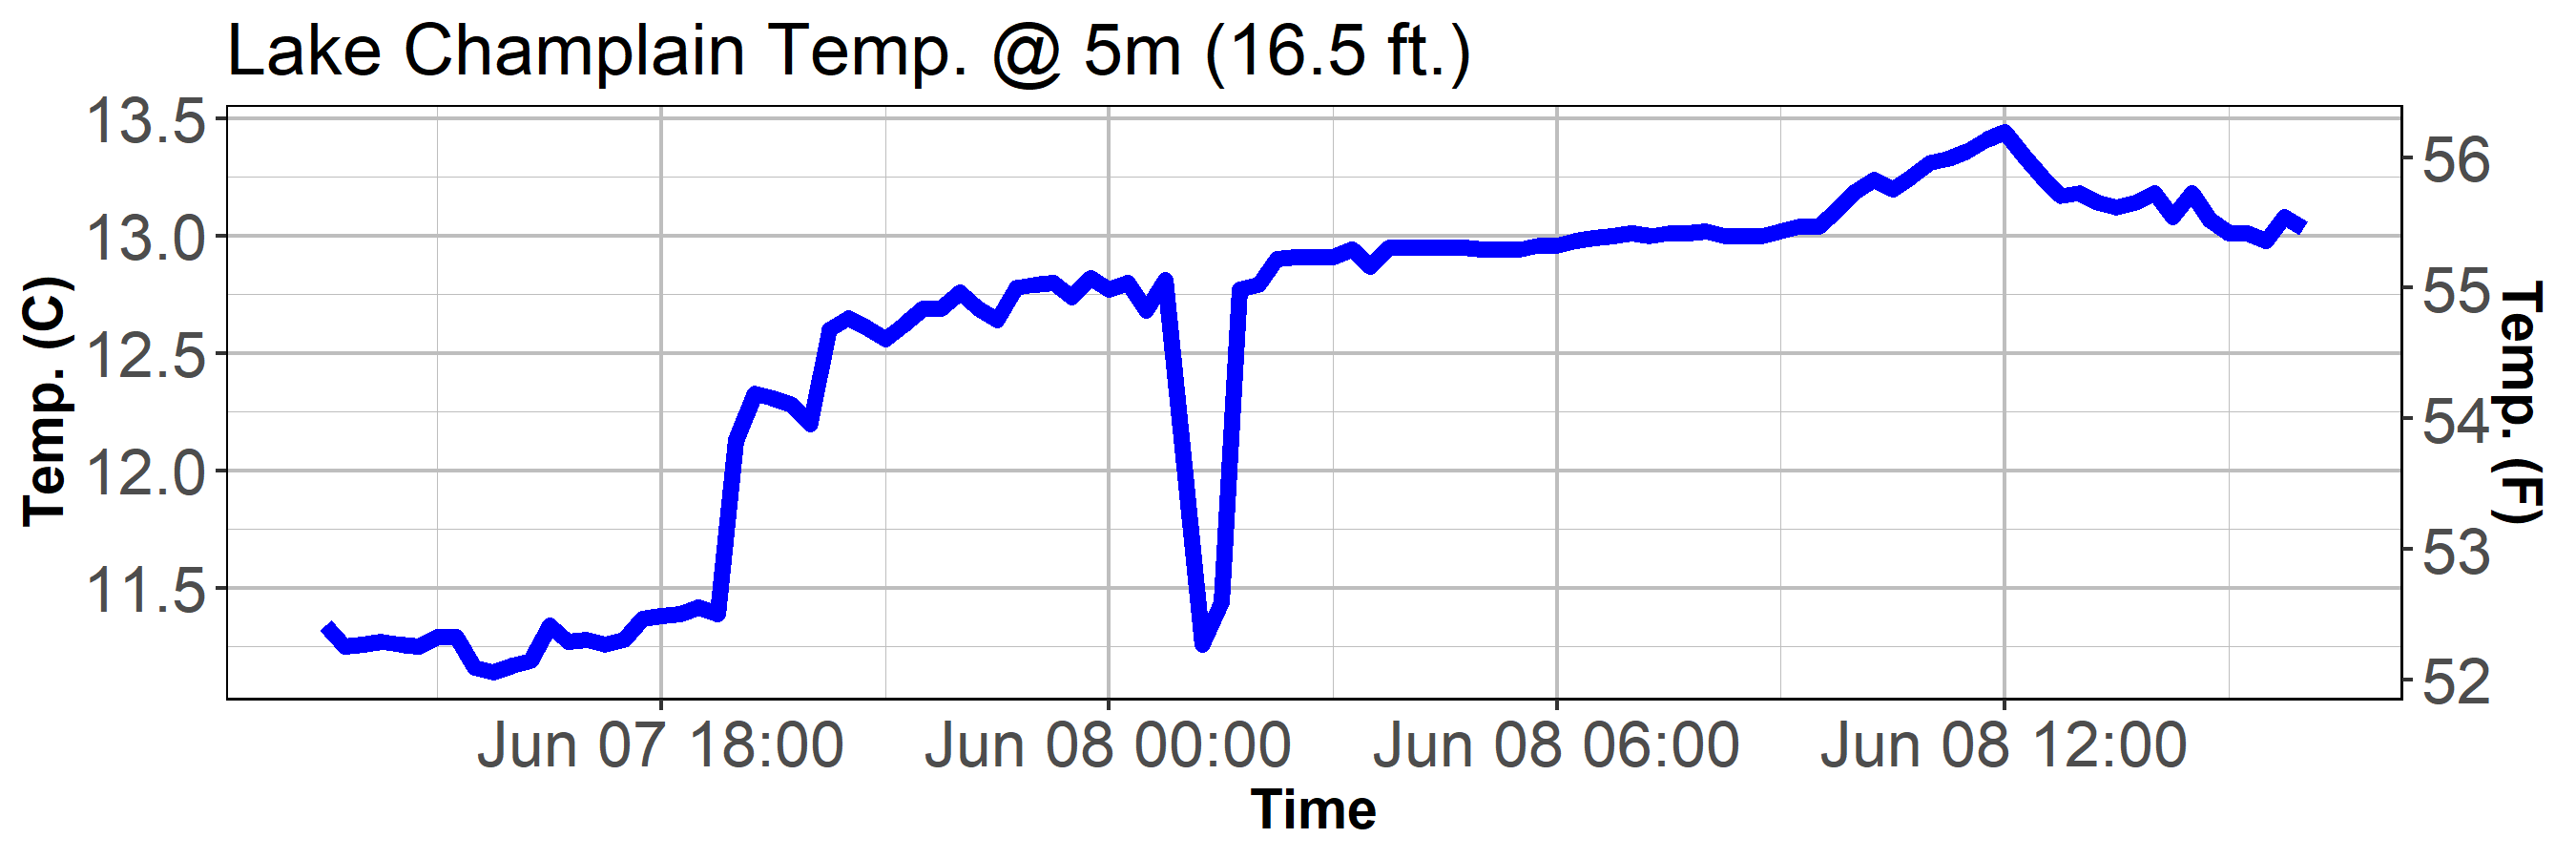 Lake Champlain Temp. @ 5m (16.5 ft.)
Temp. (C)
13.5
13.0
12.5
12.0
11.5
56
55
54
53
52
Temp. (F)
Jun 07 18:00 Jun 08 00:00 Jun 08 06:00 Jun 08 12:00
Time